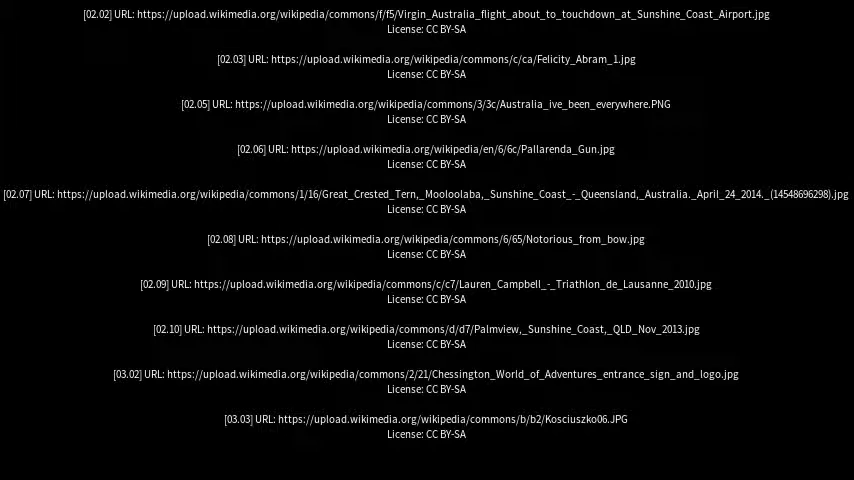 [02.02] URL: https://upload.wikimedia.org/wikipedia/commons/f/f5/Virgin_Australia_flight_about_to_touchdown_at_Sunshine_Coast_Airport.jpg
License: CC BY-SA
[02.03] URL: https://upload.wikimedia.org/wikipedia/commons/c/ca/Felicity_Abram_1.jpg
License: CC BY-SA
[02.05] URL: https://upload.wikimedia.org/wikipedia/commons/3/3c/Australia_ive_been_everywhere.PNG
License: CC BY-SA
[02.06] URL: https://upload.wikimedia.org/wikipedia/en/6/6c/Pallarenda_Gun.jpg
License: CC BY-SA
[02.07] URL: https://upload.wikimedia.org/wikipedia/commons/1/16/Great_Crested_Tern,_Mooloolaba,_Sunshine_Coast_-_Queensland,_Australia._April_24_2014._(14548696298).jpg
License: CC BY-SA
[02.08] URL: https://upload.wikimedia.org/wikipedia/commons/6/65/Notorious_from_bow.jpg
License: CC BY-SA
[02.09] URL: https://upload.wikimedia.org/wikipedia/commons/c/c7/Lauren_Campbell_-_Triathlon_de_Lausanne_2010.jpg
License: CC BY-SA
[02.10] URL: https://upload.wikimedia.org/wikipedia/commons/d/d7/Palmview,_Sunshine_Coast,_QLD_Nov_2013.jpg
License: CC BY-SA
[03.02] URL: https://upload.wikimedia.org/wikipedia/commons/2/21/Chessington_World_of_Adventures_entrance_sign_and_logo.jpg
License: CC BY-SA
[03.03] URL: https://upload.wikimedia.org/wikipedia/commons/b/b2/Kosciuszko06.JPG
License: CC BY-SA